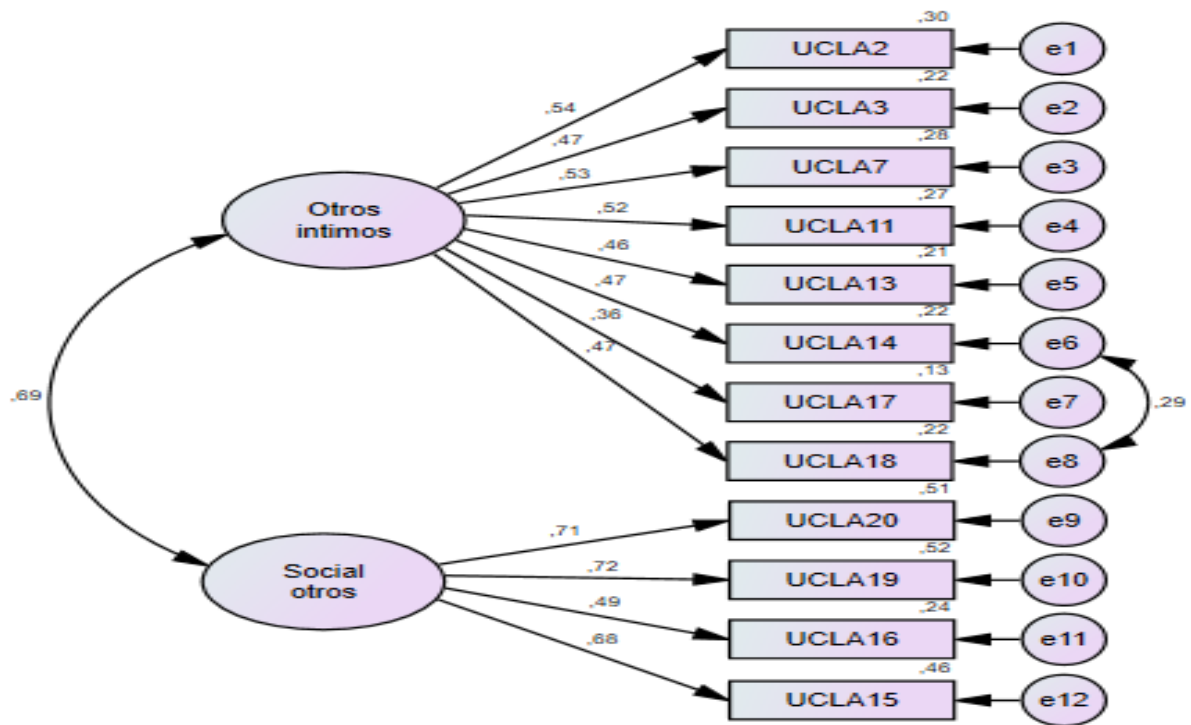 ,30
UCLA2
e1
,54
,22
UCLA3
e2
,47
,28
UCLA7
e3
,53
,27
UCLA11
e4
,52
Otros
intimos
,21
UCLA13
e5
,46
,22
UCLA14
e6
,47
,13
UCLA17
e7
,36
,22
UCLA18
e8
,47
,29
,69
,51
UCLA20
e9
,71
,52
UCLA19
e10
,72
Social
otros
,24
UCLA16
e11
,49
,46
UCLA15
e12
,68